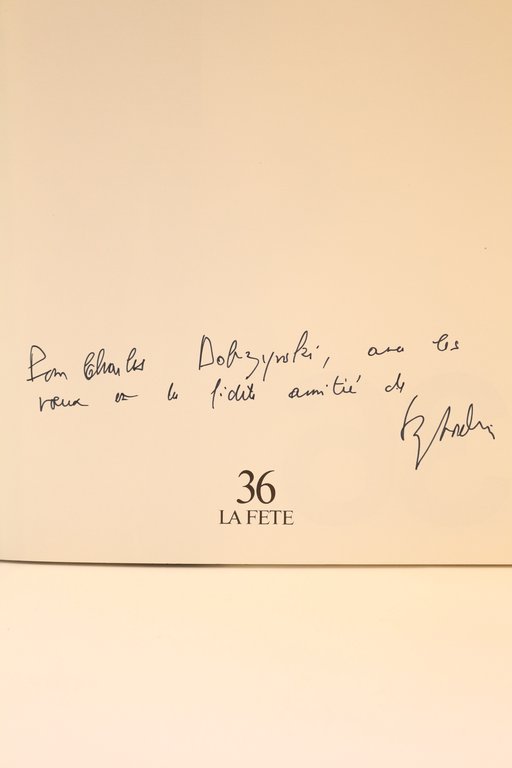 Pour Charles Dobzynski, avec les
vœux et la fidèle amitié de
36
LA FETE